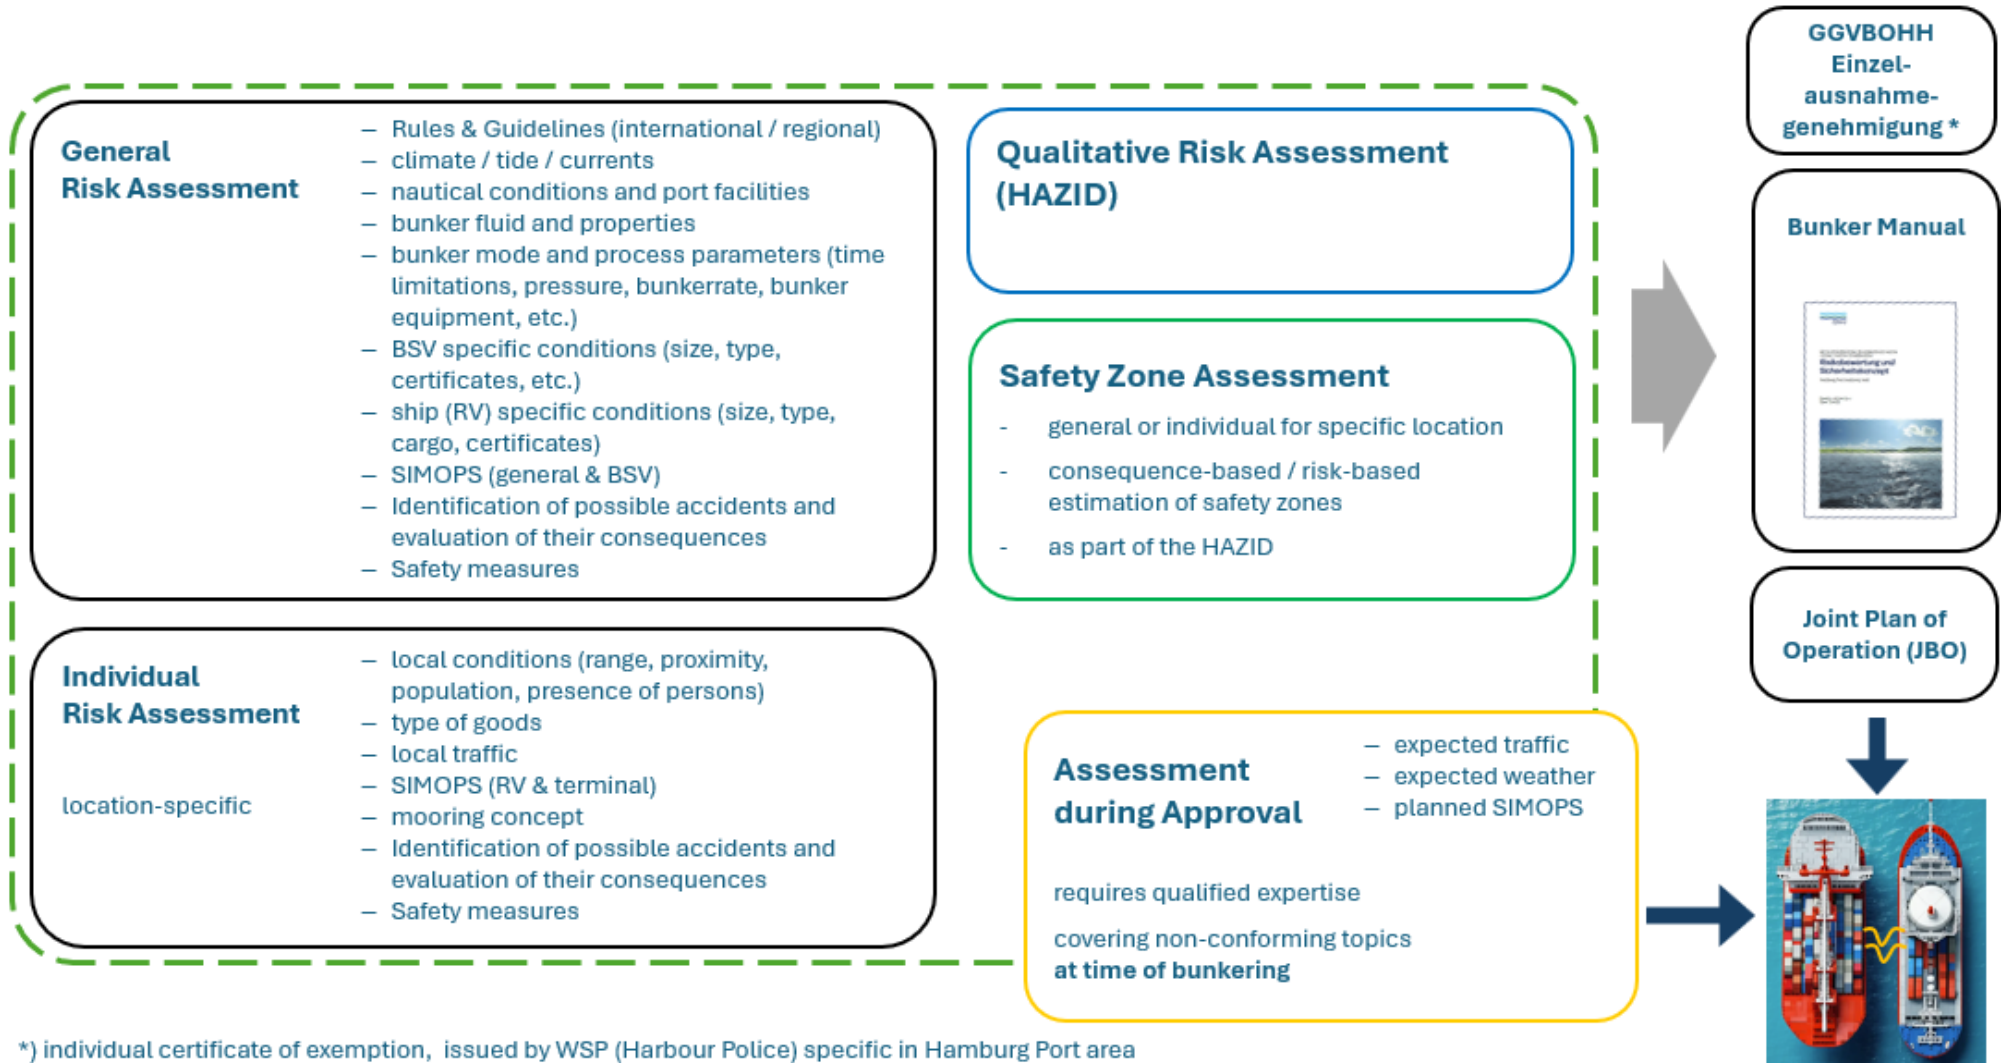 General
Risk Assessment
– Rules & Guidelines (international / regional)
– climate / tide / currents
– nautical conditions and port facilities
– bunker fluid and properties
– bunker mode and process parameters (time
limitations, pressure, bunkerrate, bunker
equipment, etc.)
– BSV specific conditions (size, type,
certificates, etc.)
– ship (RV) specific conditions (size, type,
cargo, certificates)
– SIMOPS (general & BSV)
– Identification of possible accidents and
evaluation of their consequences
– Safety measures
Individual
Risk Assessment
location-specific
– local conditions (range, proximity,
population, presence of persons)
– type of goods
– local traffic
– SIMOPS (RV & terminal)
– mooring concept
– Identification of possible accidents and
evaluation of their consequences
– Safety measures
Qualitative Risk Assessment
(HAZID)
Safety Zone Assessment
- general or individual for specific location
- consequence-based / risk-based
estimation of safety zones
- as part of the HAZID
Assessment
during Approval
– expected traffic
– expected weather
– planned SIMOPS
requires qualified expertise
covering non-conforming topics
at time of bunkering
GGVBOHH
Einzel-
ausnahme-
genehmigung *
Bunker Manual
Risikobewertung und
Sicherheitskonzept
Joint Plan of
Operation (JBO)
*) individual certificate of exemption, issued by WSP (Harbour Police) specific in Hamburg Port area